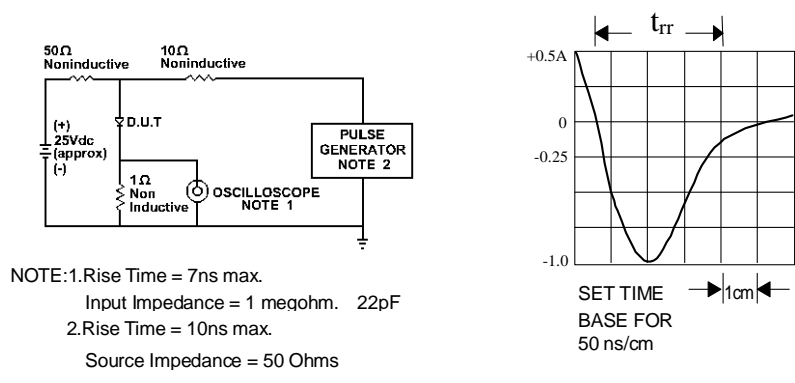 50Ω
Noninductive
10Ω
Noninductive
(+)
25Vdc
(approx)
(-)
D.U.T
1Ω
Non
Inductive
OSCILLOSCOPE
NOTE 1
PULSE
GENERATOR
NOTE 2
NOTE:1.Rise Time = 7ns max.
Input Impedance = 1 megohm. 22pF
2.Rise Time = 10ns max.
Source Impedance = 50 Ohms
trr
+0.5A
0
-0.25
-1.0
1cm
SET TIME
BASE FOR
50 ns/cm